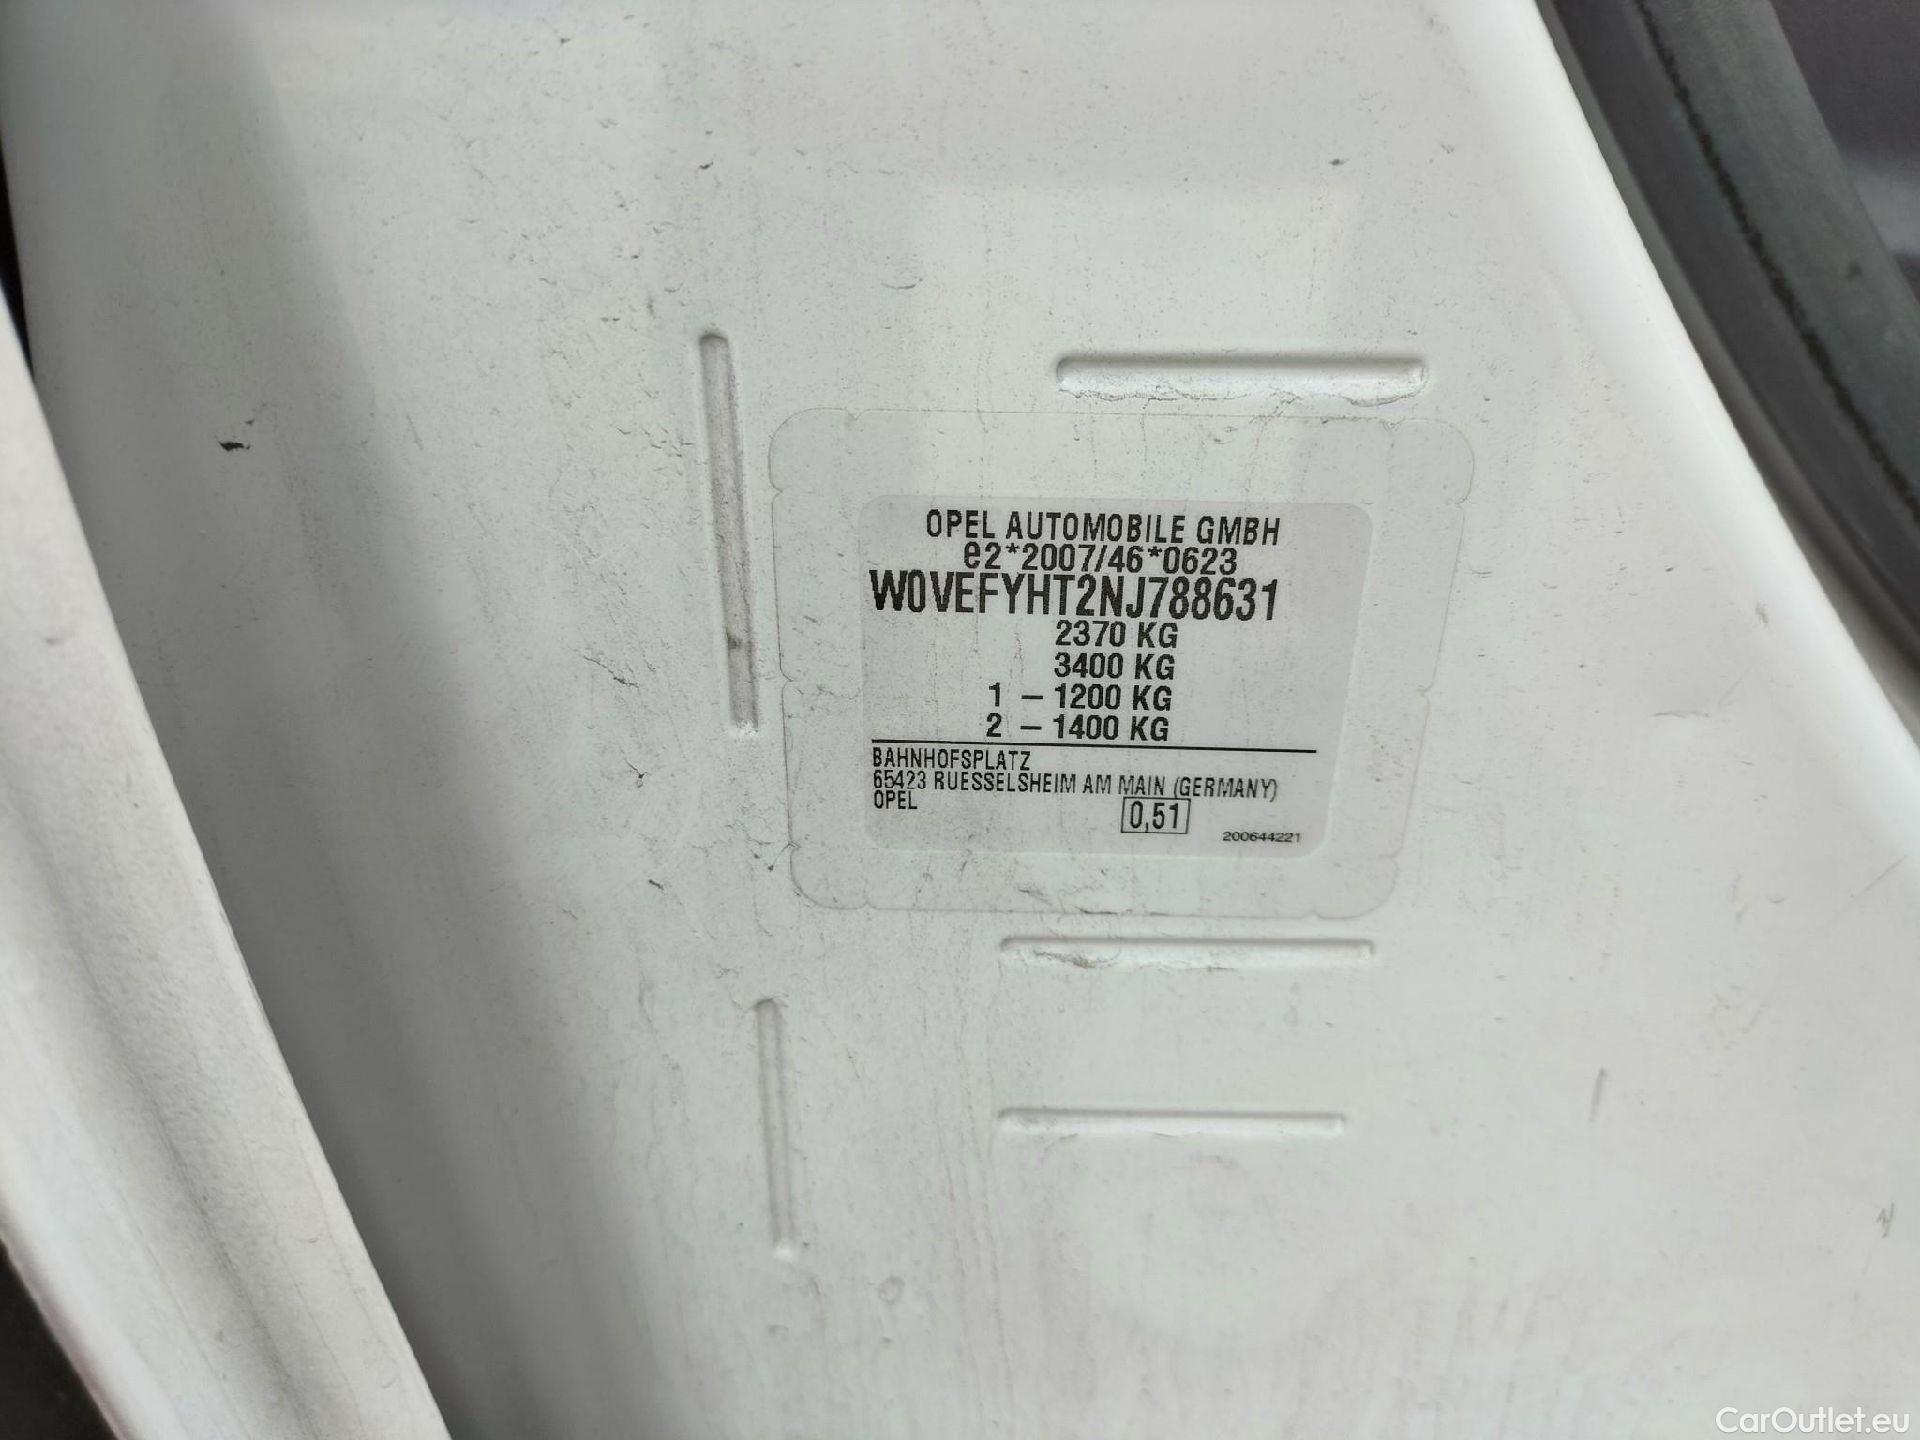 OPEL AUTOMOBILE GMBH
e2*2007/46*0623
W0VEFYHT2NJ788631
2370 KG
3400 KG
1 – 1200 KG
2 – 1400 KG
BAHNHOFSPLATZ
65423 RUESSELSHEIM AM MAIN (GERMANY)
OPEL
0,51
200644221
CarOutlet.eu